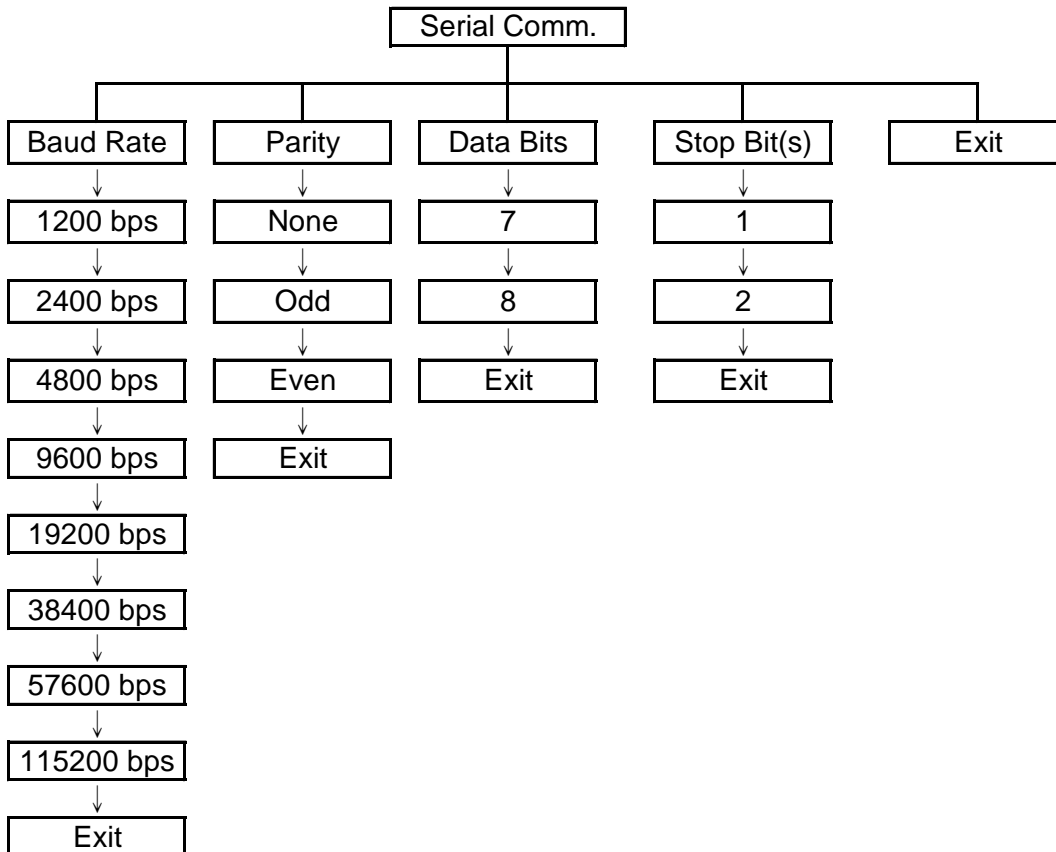 Serial Comm.
Baud Rate
Parity
Data Bits
Stop Bit(s)
Exit
1200 bps
None
7
1
2400 bps
Odd
8
2
4800 bps
Even
Exit
Exit
9600 bps
Exit
19200 bps
38400 bps
57600 bps
115200 bps
Exit